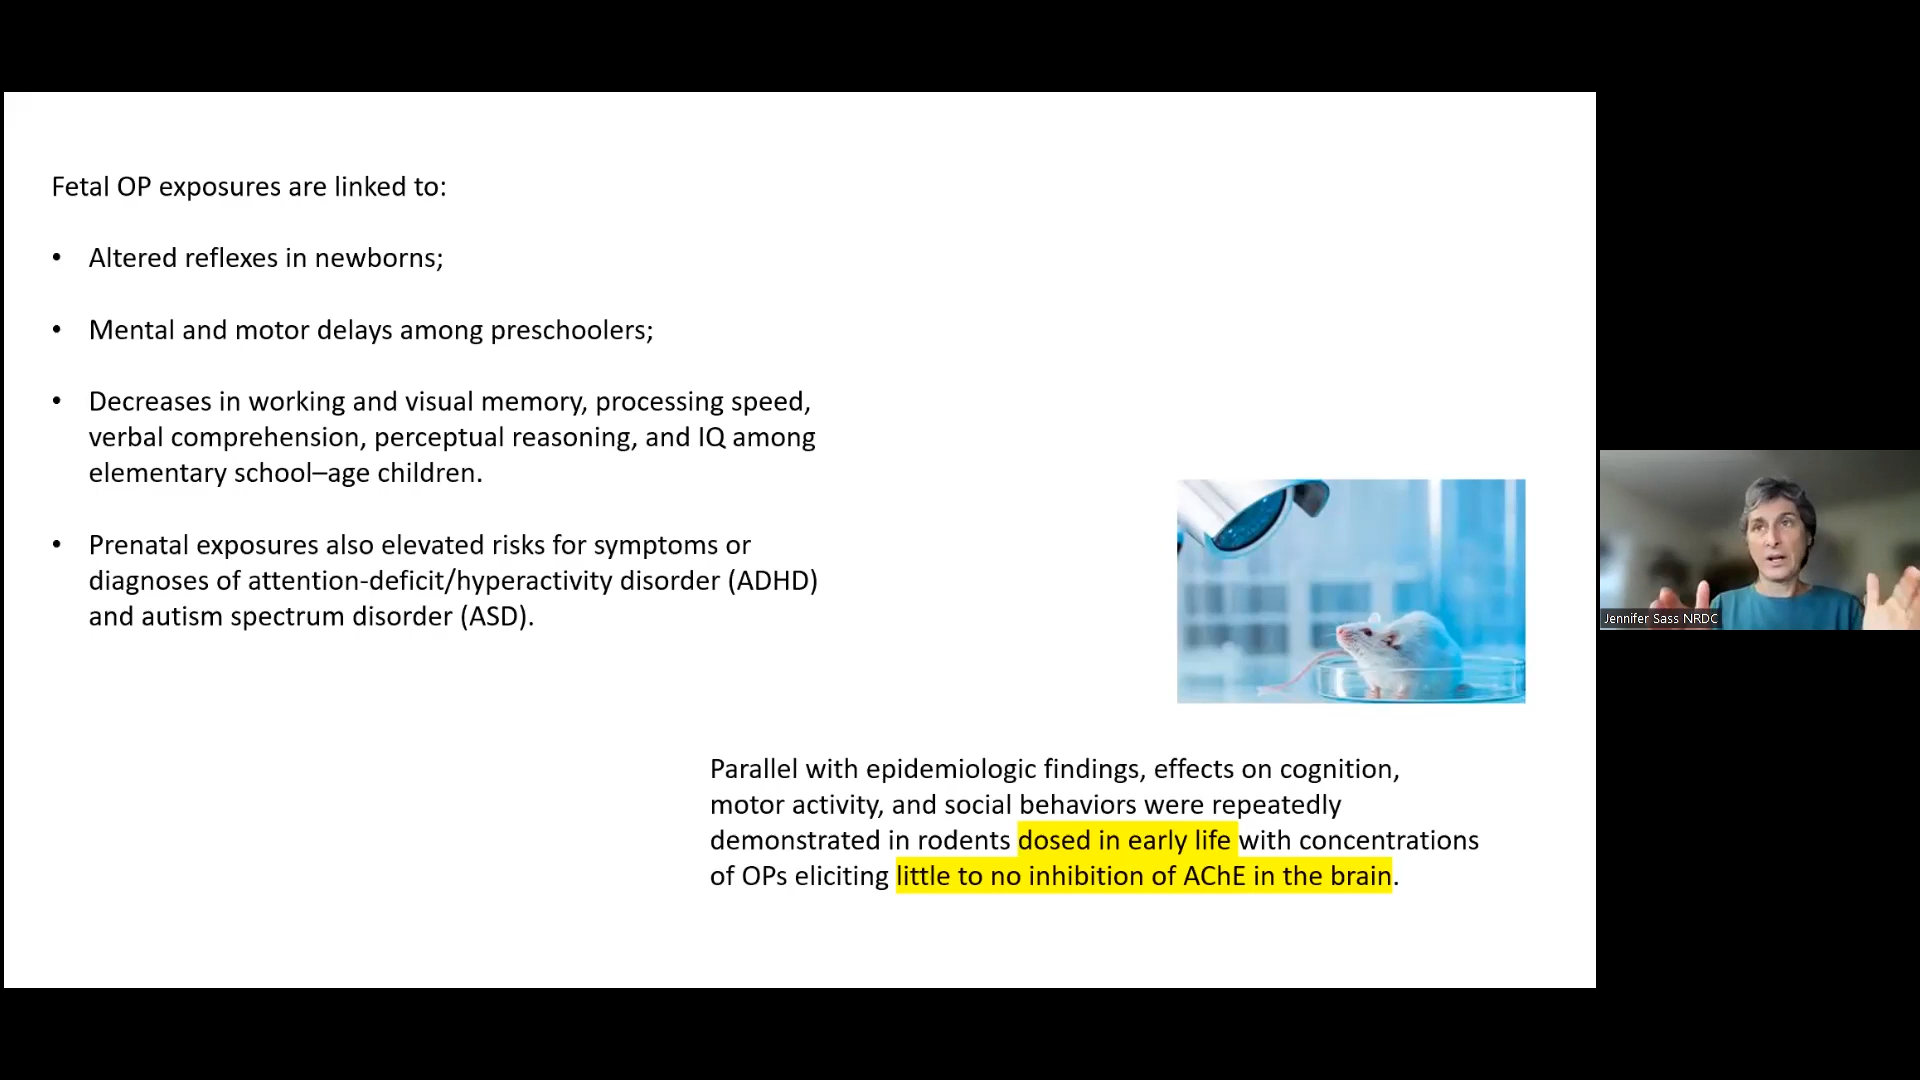 Fetal OP exposures are linked to:
• Altered reflexes in newborns;
• Mental and motor delays among preschoolers;
• Decreases in working and visual memory, processing speed,
verbal comprehension, perceptual reasoning, and IQ among
elementary school–age children.
• Prenatal exposures also elevated risks for symptoms or
diagnoses of attention-deficit/hyperactivity disorder (ADHD)
and autism spectrum disorder (ASD).
Jennifer Sass NRDC
Parallel with epidemiologic findings, effects on cognition,
motor activity, and social behaviors were repeatedly
demonstrated in rodents dosed in early life with concentrations
of OPs eliciting little to no inhibition of AChE in the brain.